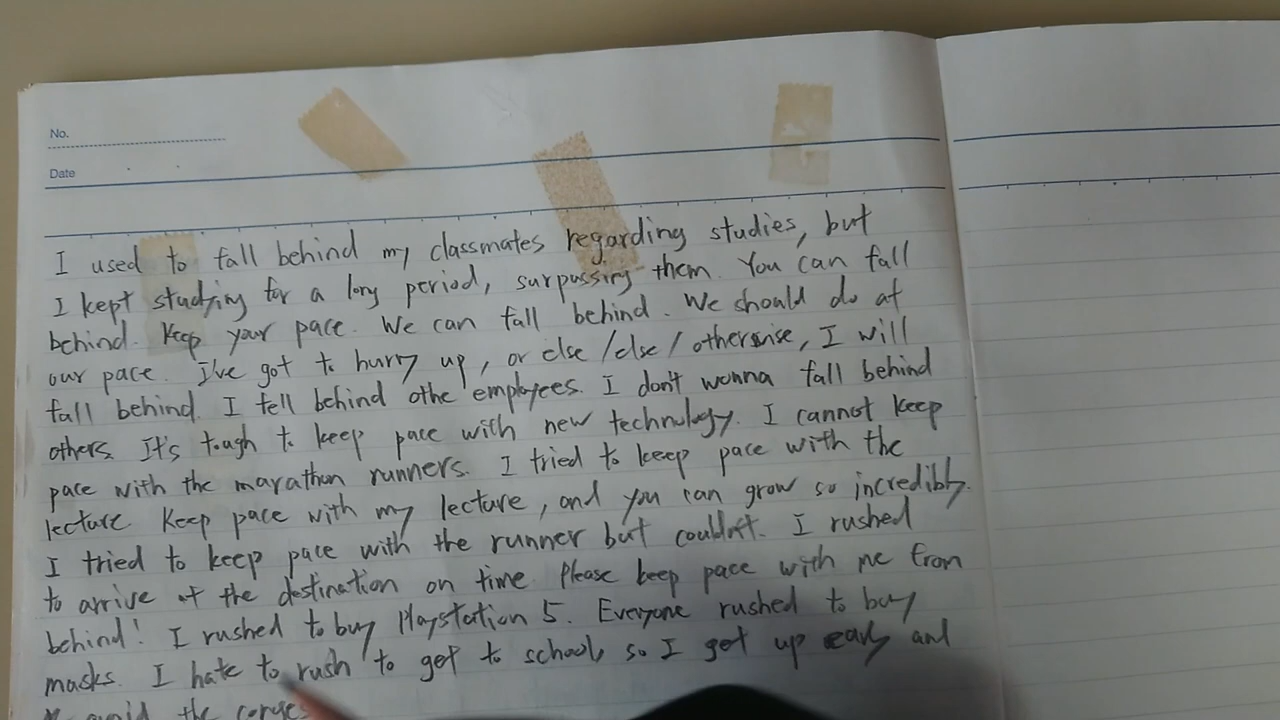 No.
Date
I used to fall behind my classmates regarding studies, but
I kept studying for a long period, surpussing them. You can fall
behind. Keep your pace. We can fall behind. We should do at
our pace. I've got to hurry up, or else /else/ otherwise, I will
fall behind. I fell behind othe employees. I don't wonna fall behind
others. It's tough to keep pace with new technology. I cannot keep
pace with the marathon runners. I tried to keep pace with the
lecture Keep pace with my lecture, and you can grow so incredibly.
I tried to keep pace with the runner but couldn't. I rushed
to arrive at the destination on time. Please keep pace with me from
behind! I rushed to buy Playstation 5. Everyone rushed to buy
masks. I hate to rush to get to school, so I get up early and
avoid the